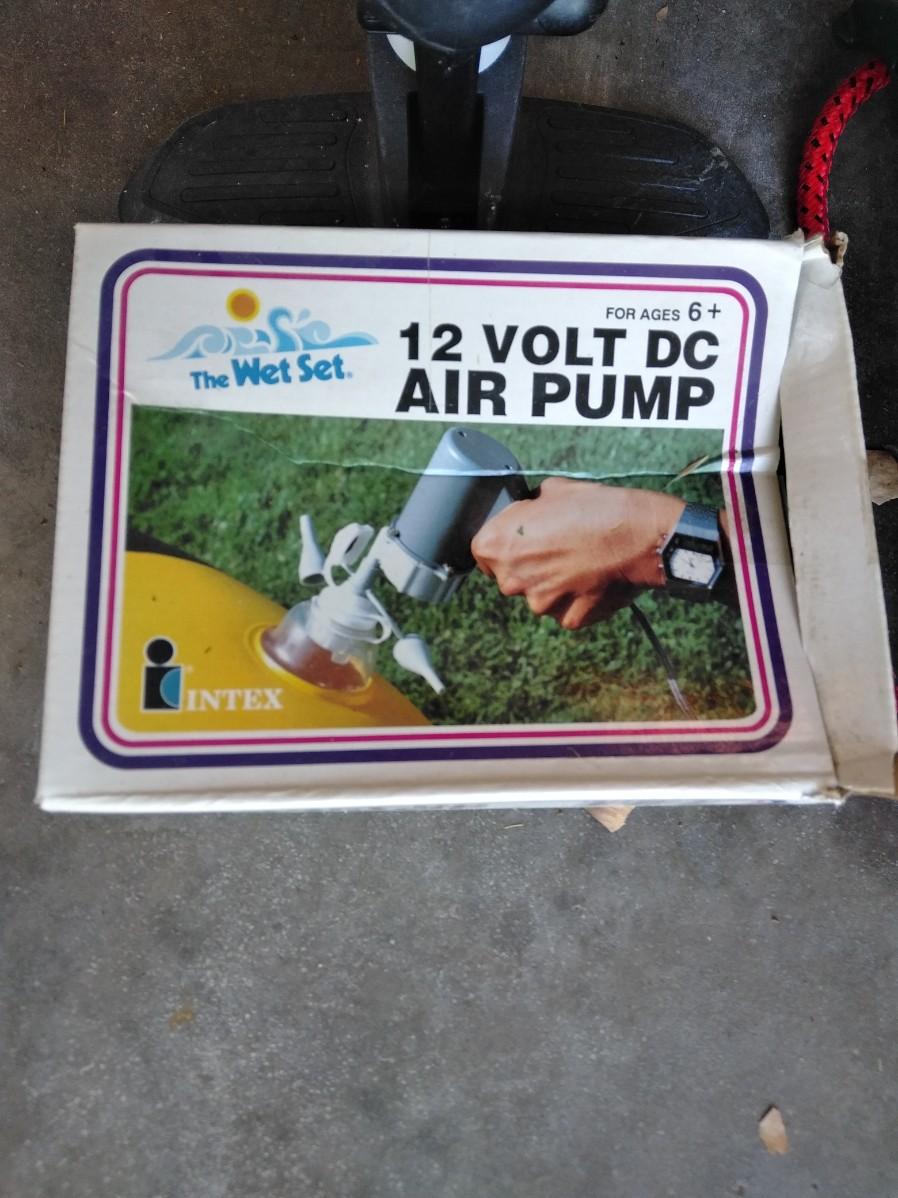 FOR AGES 6+
The Wet Set®
12 VOLT DC
AIR PUMP
INTEX®